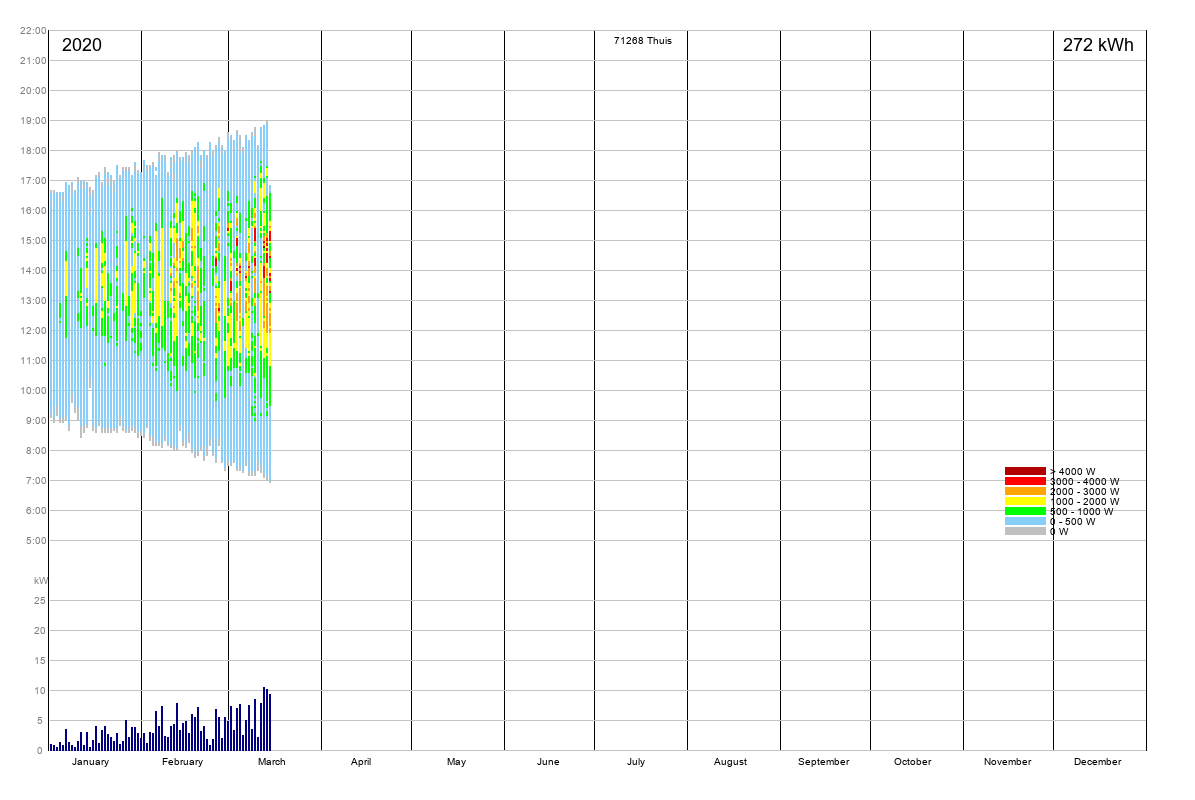 22:00
2020
71268 Thuis
272 kWh
21:00
20:00
19:00
18:00
17:00
16:00
15:00
14:00
13:00
12:00
11:00
10:00
9:00
8:00
7:00
6:00
5:00
> 4000 W
3000 - 4000 W
2000 - 3000 W
1000 - 2000 W
500 - 1000 W
0 - 500 W
0 W
kW
25
20
15
10
5
0
January February March April May June July August September October November December